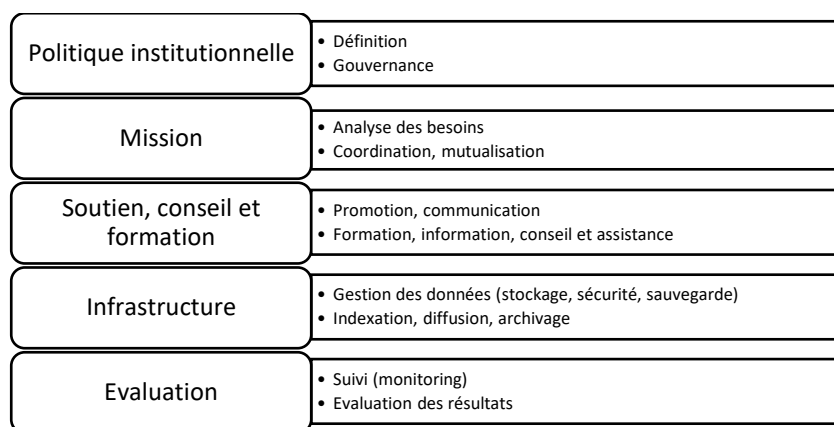 Politique institutionnelle
• Définition
• Gouvernance
Mission
• Analyse des besoins
• Coordination, mutualisation
Soutien, conseil et
formation
• Promotion, communication
• Formation, information, conseil et assistance
Infrastructure
• Gestion des données (stockage, sécurité, sauvegarde)
• Indexation, diffusion, archivage
Evaluation
• Suivi (monitoring)
• Evaluation des résultats